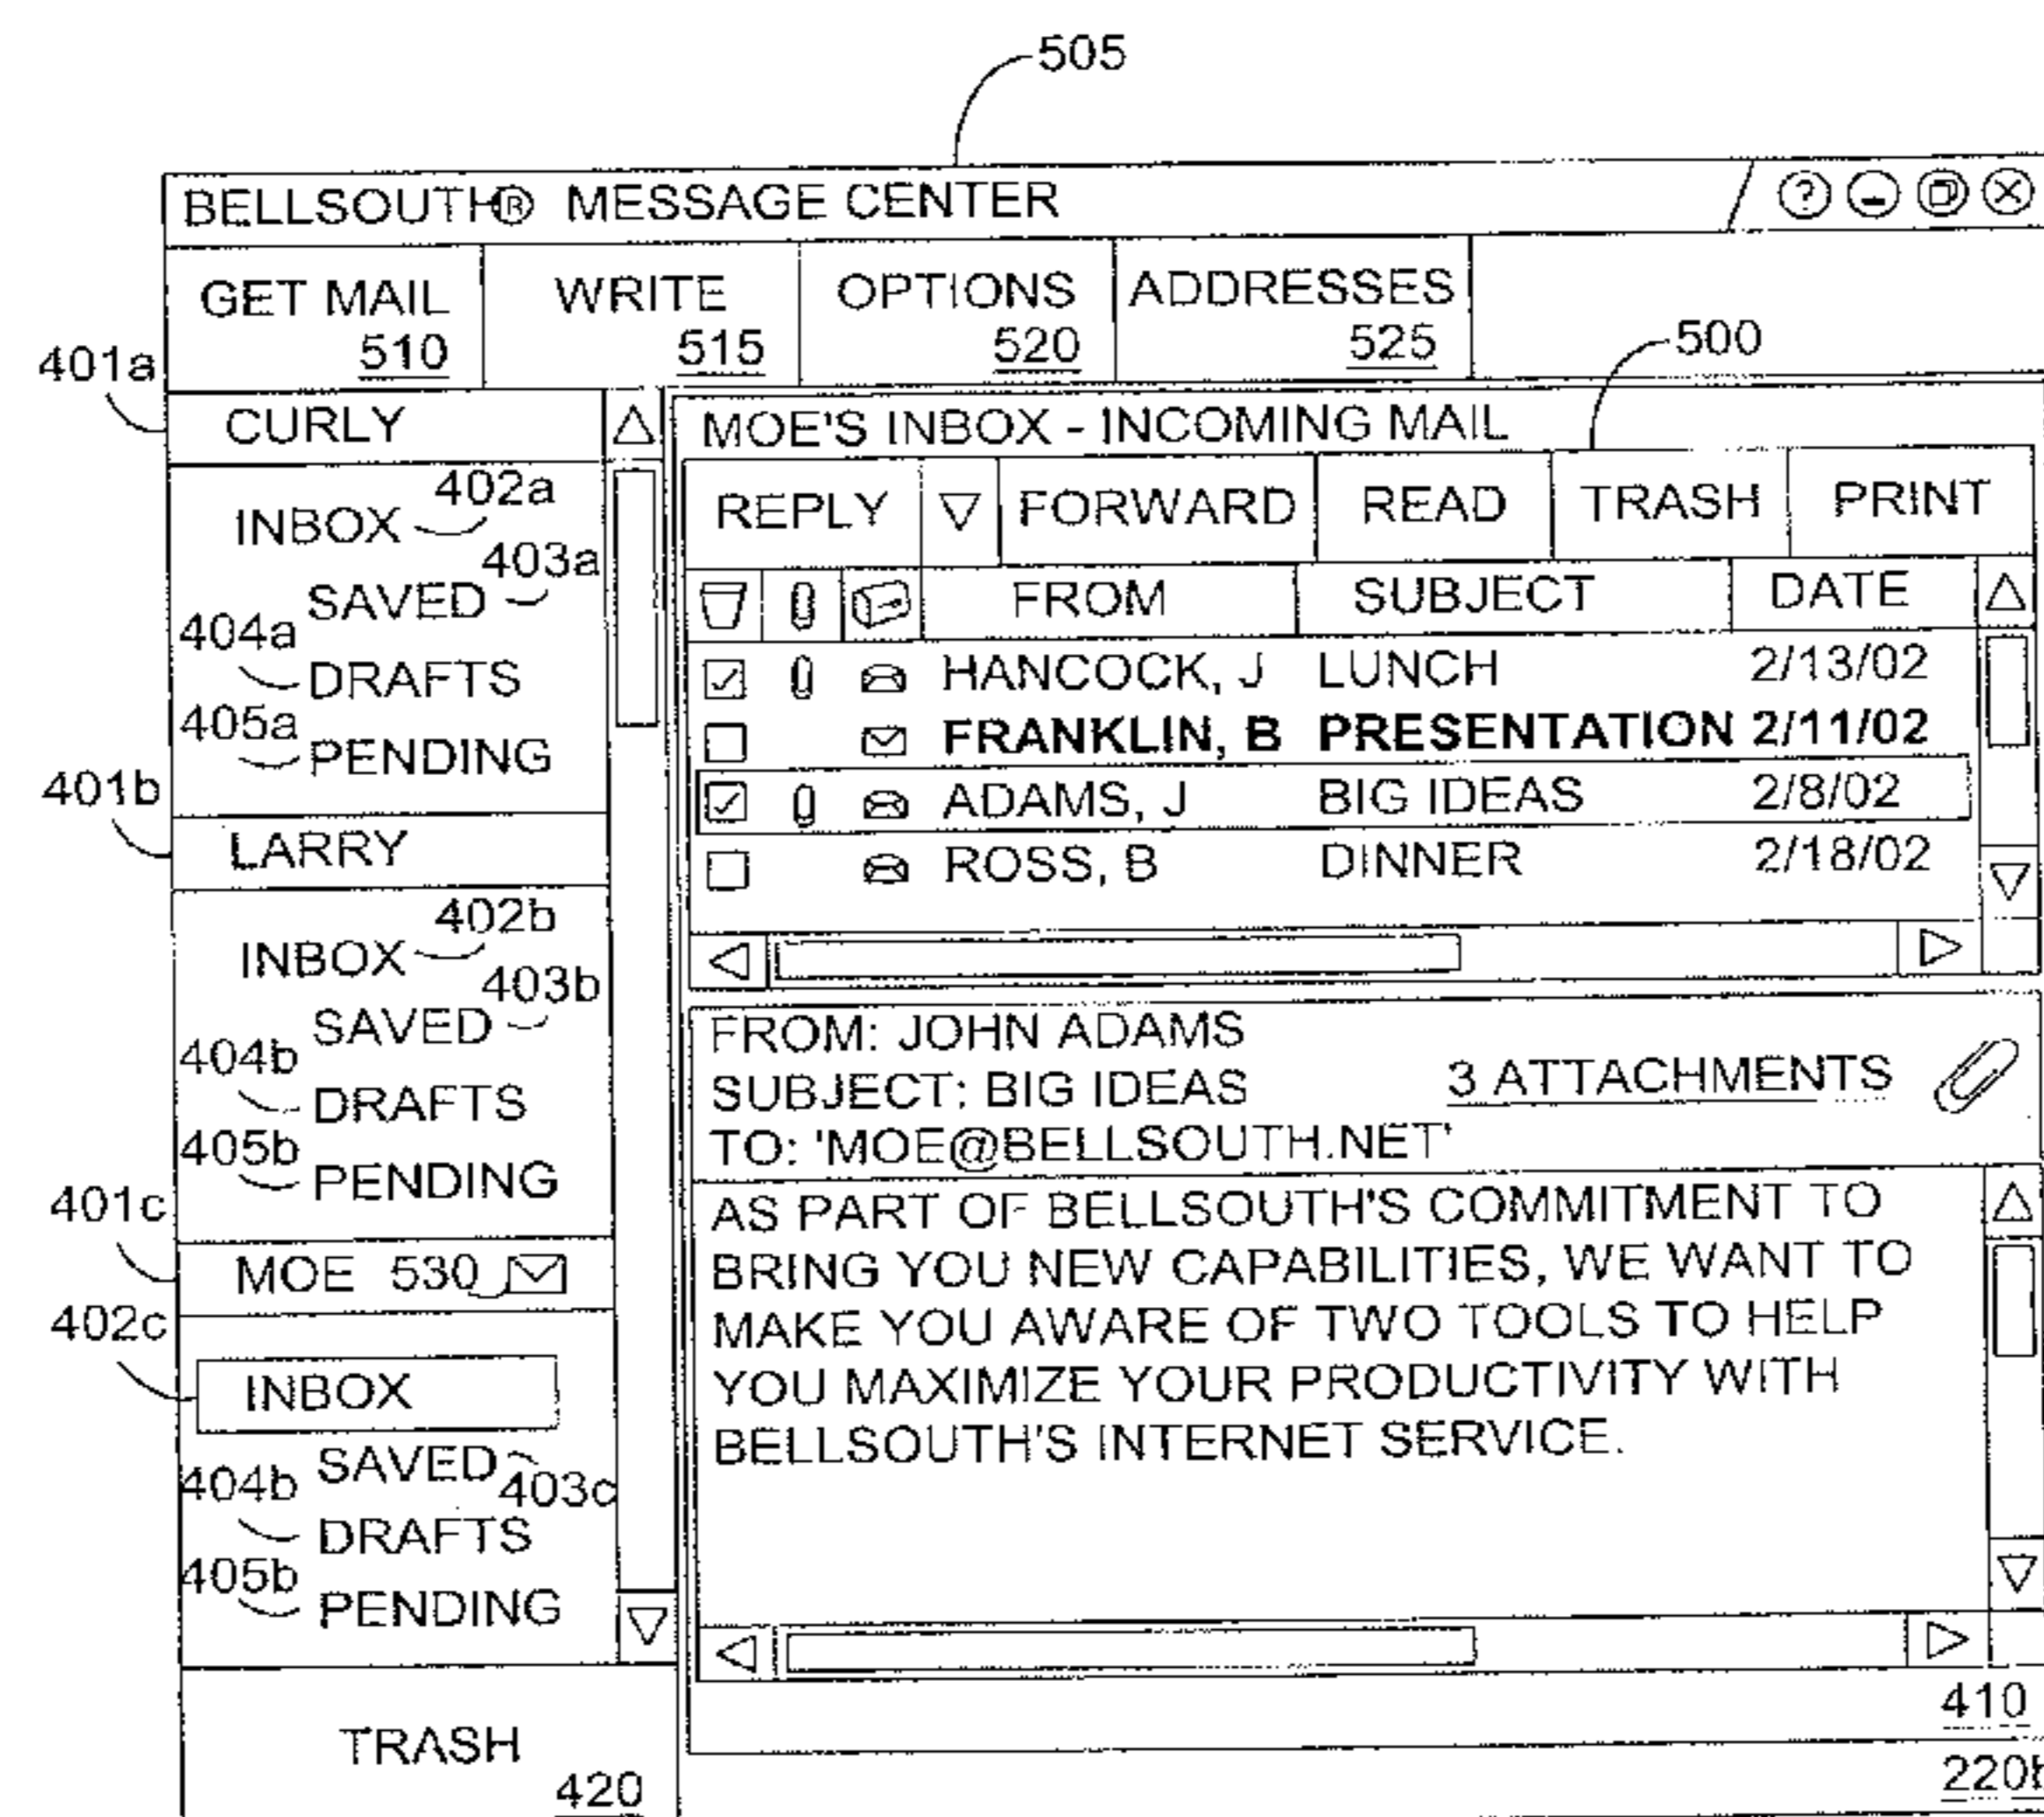 505
BELLSOUTH® MESSAGE CENTER ?
GET MAIL WRITE OPTIONS ADDRESSES
510 515 520 525
500
401a
CURLY
402a
INBOX
403a
SAVED
404a
DRAFTS
405a
PENDING
401b
LARRY
402b
INBOX
403b
SAVED
404b
DRAFTS
405b
PENDING
401c
MOE 530
402c
INBOX
SAVED
403c
404b
DRAFTS
405b
PENDING
TRASH
420
MOE'S INBOX - INCOMING MAIL
REPLY FORWARD READ TRASH PRINT
FROM SUBJECT DATE
HANCOCK, J LUNCH 2/13/02
FRANKLIN, B PRESENTATION 2/11/02
ADAMS, J BIG IDEAS 2/8/02
ROSS, B DINNER 2/18/02
FROM: JOHN ADAMS
SUBJECT: BIG IDEAS 3 ATTACHMENTS
TO: 'MOE@BELLSOUTH.NET'
AS PART OF BELLSOUTH'S COMMITMENT TO
BRING YOU NEW CAPABILITIES, WE WANT TO
MAKE YOU AWARE OF TWO TOOLS TO HELP
YOU MAXIMIZE YOUR PRODUCTIVITY WITH
BELLSOUTH'S INTERNET SERVICE.
410